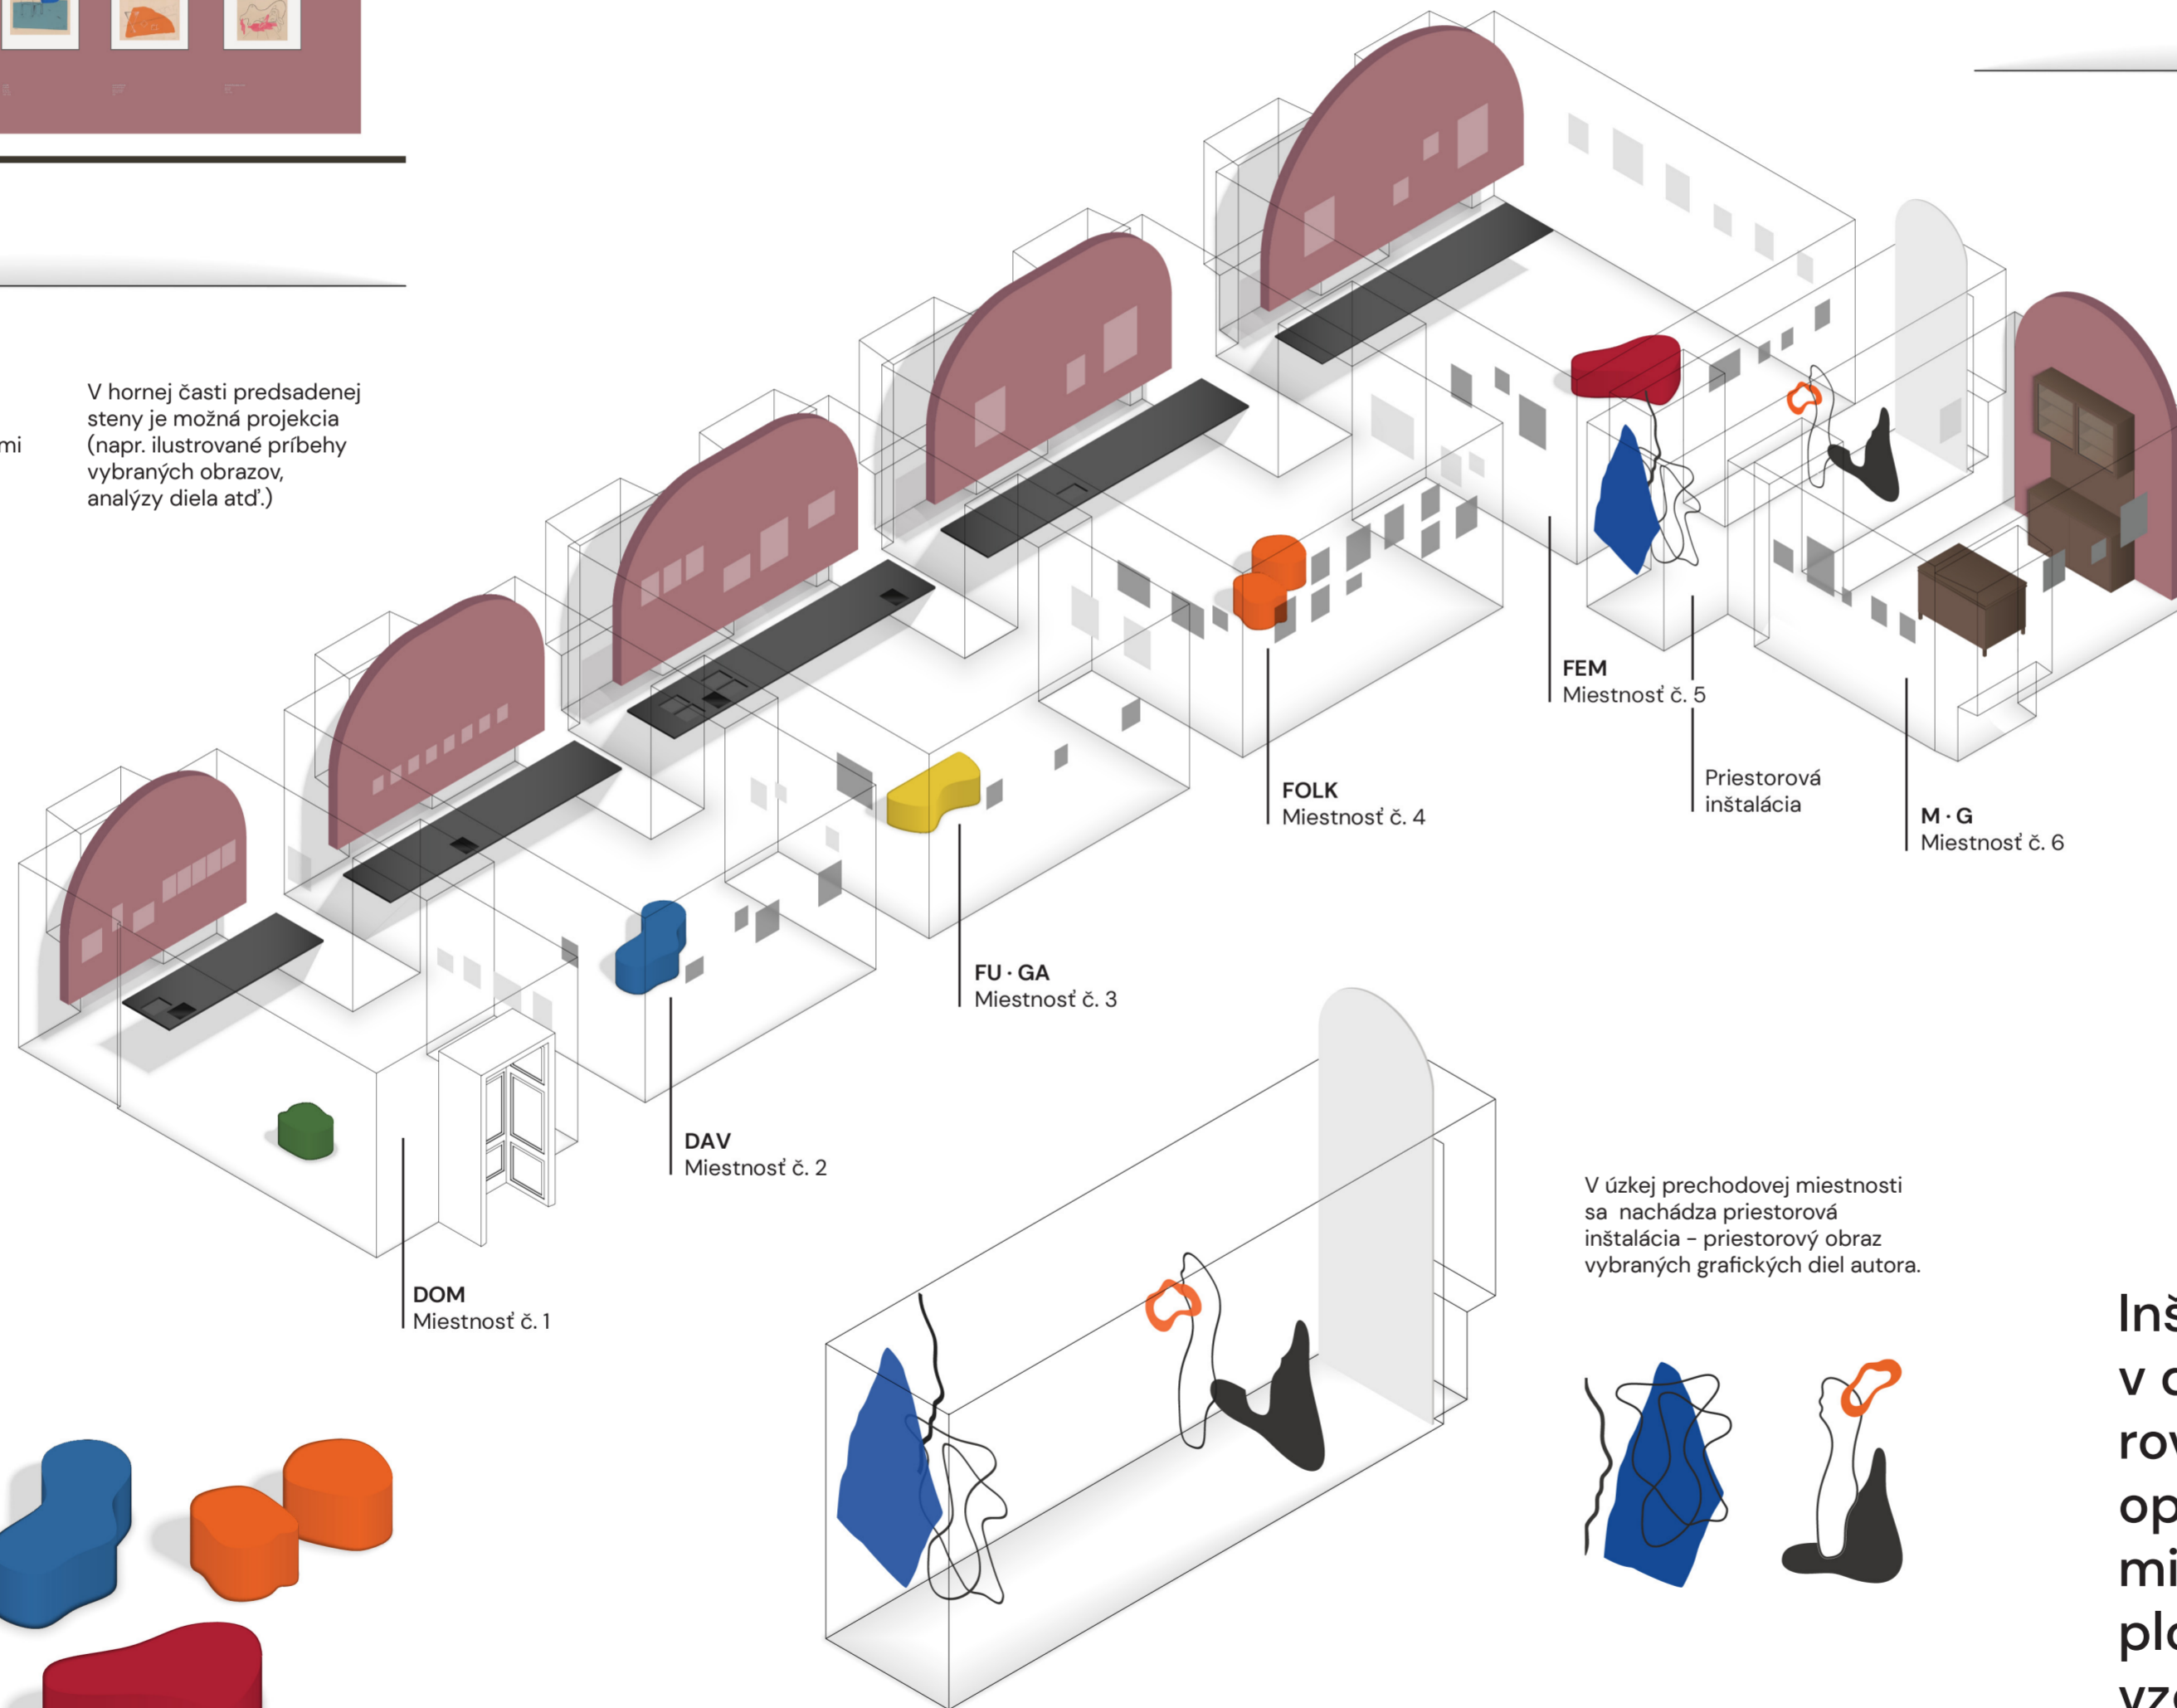 V hornej časti predsadenej
steny je možná projekcia
(napr. ilustrované príbehy
vybraných obrazov,
analýzy diela atď.)
mi
FEM
Miestnosť č. 5
Priestorová
inštalácia
M · G
Miestnosť č. 6
FOLK
Miestnosť č. 4
FU · GA
Miestnosť č. 3
DAV
Miestnosť č. 2
DOM
Miestnosť č. 1
V úzkej prechodovej miestnosti
sa nachádza priestorová
inštalácia – priestorový obraz
vybraných grafických diel autora.
Inš
v
rov
op
mi